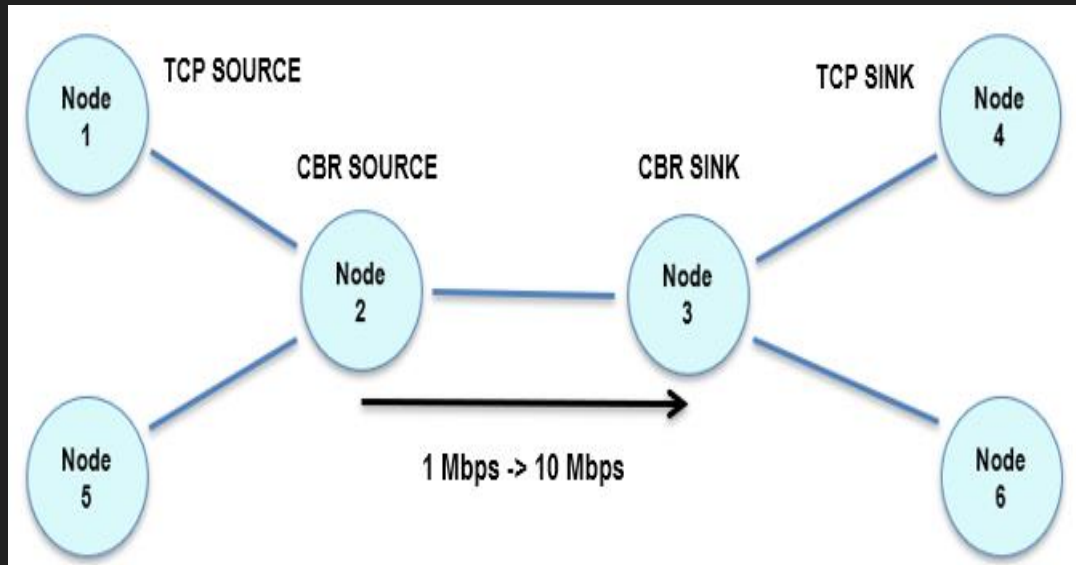 Node
1
TCP SOURCE
TCP SINK
Node
4
CBR SOURCE
CBR SINK
Node
2
Node
3
1 Mbps -> 10 Mbps
Node
5
Node
6